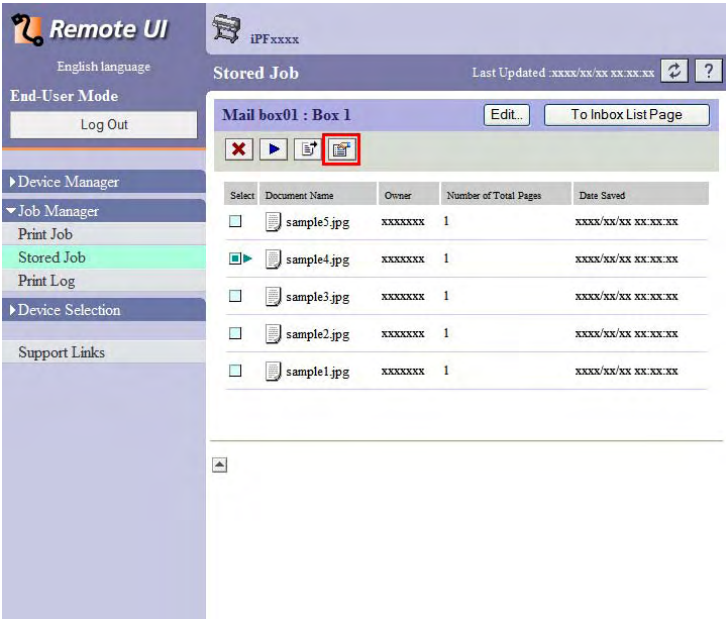 Remote UI
English language
End-User Mode
Log Out
▶Device Manager
▼Job Manager
Print Job
Stored Job
Print Log
▶Device Selection
Support Links
iPFxxxx
Stored Job Last Updated :xxxx/xx/xx xx:xx:xx ?
Mail box01 : Box 1 Edit... To Inbox List Page
Select Document Name Owner Number of Total Pages Date Saved
sample5.jpg xxxxxxx 1 xxxx/xx/xx xx:xx:xx
sample4.jpg xxxxxxx 1 xxxx/xx/xx xx:xx:xx
sample3.jpg xxxxxxx 1 xxxx/xx/xx xx:xx:xx
sample2.jpg xxxxxxx 1 xxxx/xx/xx xx:xx:xx
sample1.jpg xxxxxxx 1 xxxx/xx/xx xx:xx:xx